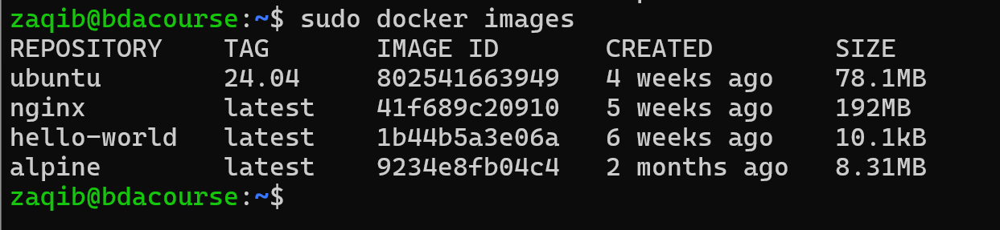 zaqib@bdacourse:~$ sudo docker images
REPOSITORY    TAG       IMAGE ID       CREATED        SIZE
ubuntu        24.04     802541663949   4 weeks ago    78.1MB
nginx         latest    41f689c20910   5 weeks ago    192MB
hello-world   latest    1b44b5a3e06a   6 weeks ago    10.1kB
alpine        latest    9234e8fb04c4   2 months ago   8.31MB
zaqib@bdacourse:~$